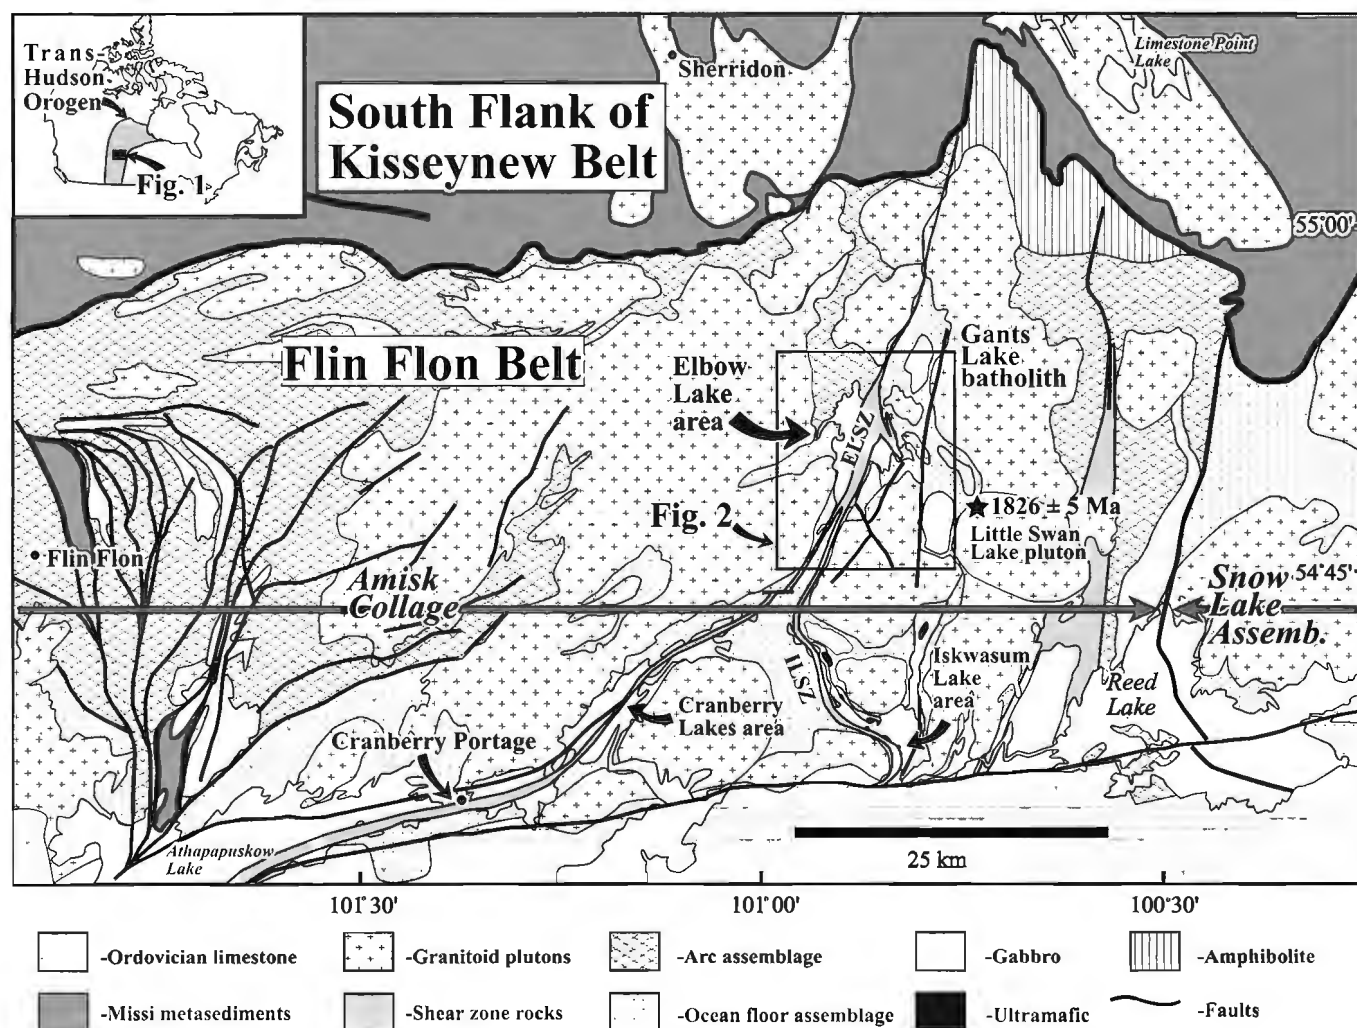 Trans-
Hudson
Orogen
Fig. 1
South Flank of
Kisseynew Belt
Sherridon
Limestone Point
Lake
55°00'
Flin Flon Belt
Elbow
Lake
area
Gants
Lake
batholith
ELSZ
Fig. 2
1826 ± 5 Ma
Little Swan
Lake pluton
Flin Flon
Amisk
Collage
54°45'
Snow
Lake
Assemb.
ILSZ
Iskwasum
Lake
area
Reed
Lake
Cranberry
Lakes area
Cranberry Portage
Athapapuskow
Lake
25 km
101°30'
101°00'
100°30'
-Ordovician limestone
-Granitoid plutons
-Arc assemblage
-Gabbro
-Amphibolite
-Missi metasediments
-Shear zone rocks
-Ocean floor assemblage
-Ultramafic
-Faults